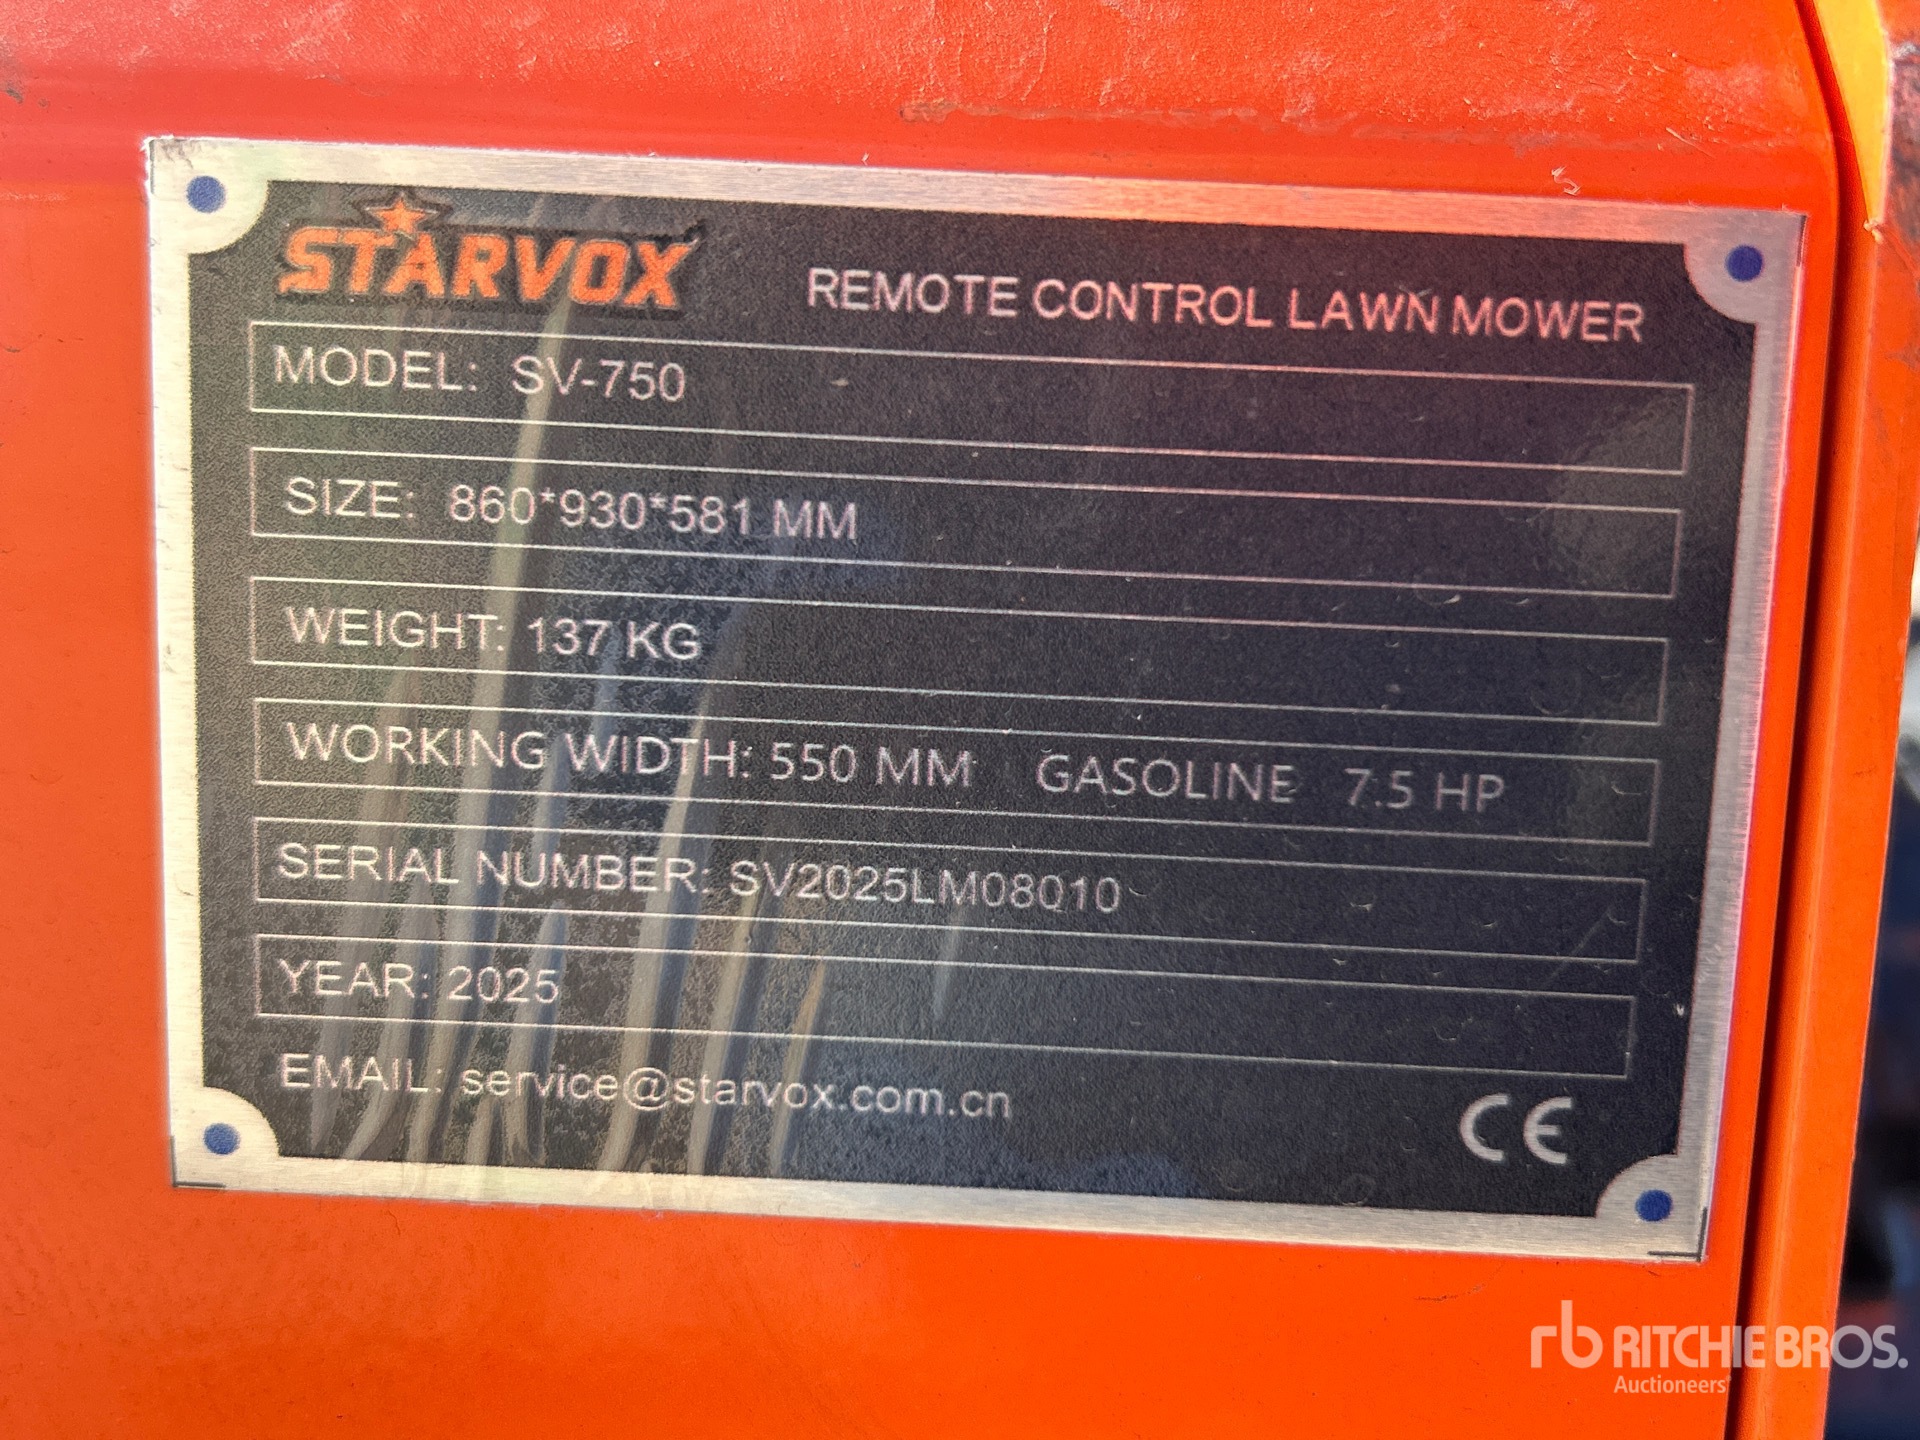 STARVOX REMOTE CONTROL LAWN MOWER
MODEL: SV-750
SIZE: 860*930*581 MM
WEIGHT: 137 KG
WORKING WIDTH: 550 MM GASOLINE 7.5 HP
SERIAL NUMBER: SV2025LM08010
YEAR: 2025
EMAIL: service@starvox.com.cn
CE
rb RITCHIE BROS.
Auctioneers